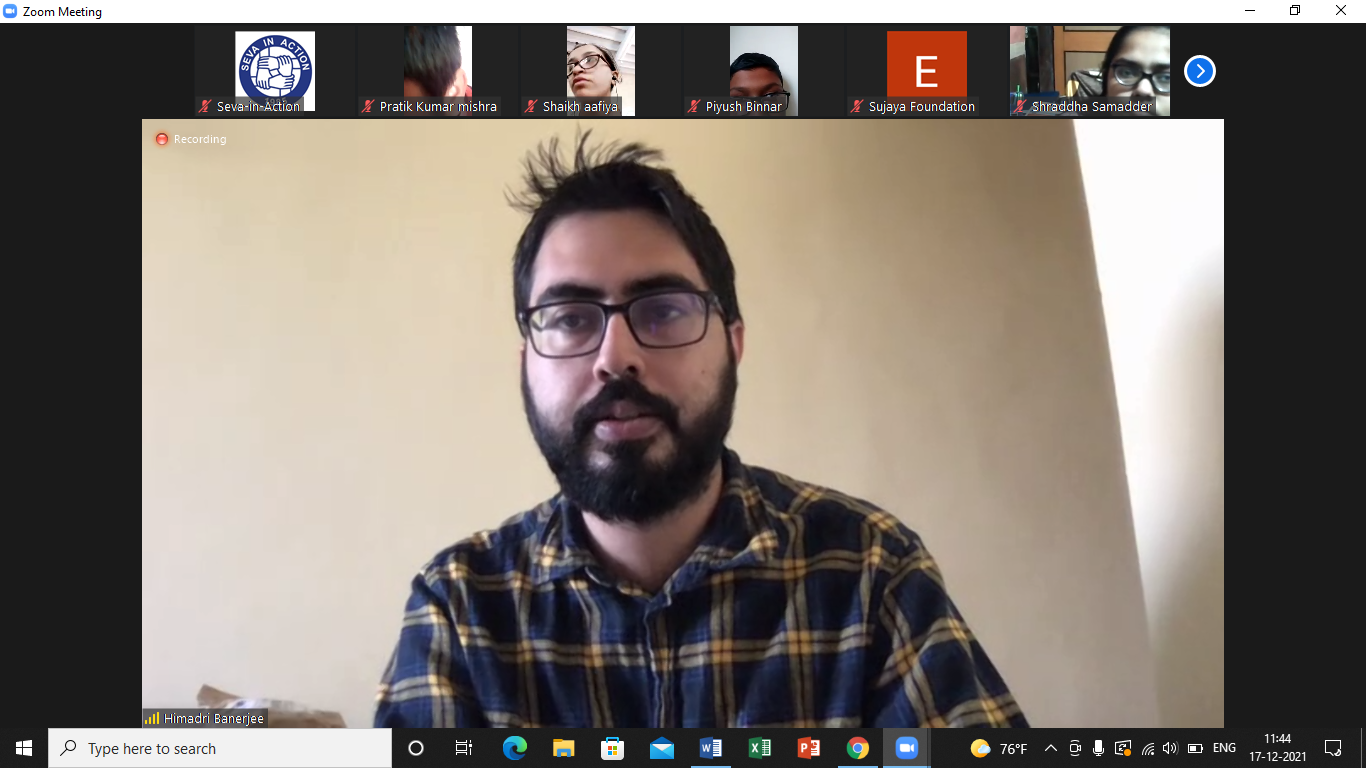 Zoom Meeting
SEVA IN ACTION
Seva-in-Action
Pratik Kumar mishra
Shaikh aafiya
Piyush Binnar
E
Sujaya Foundation
Shraddha Samadder
Recording
Himadri Banerjee
Type here to search
76°F
ENG
11:44
17-12-2021